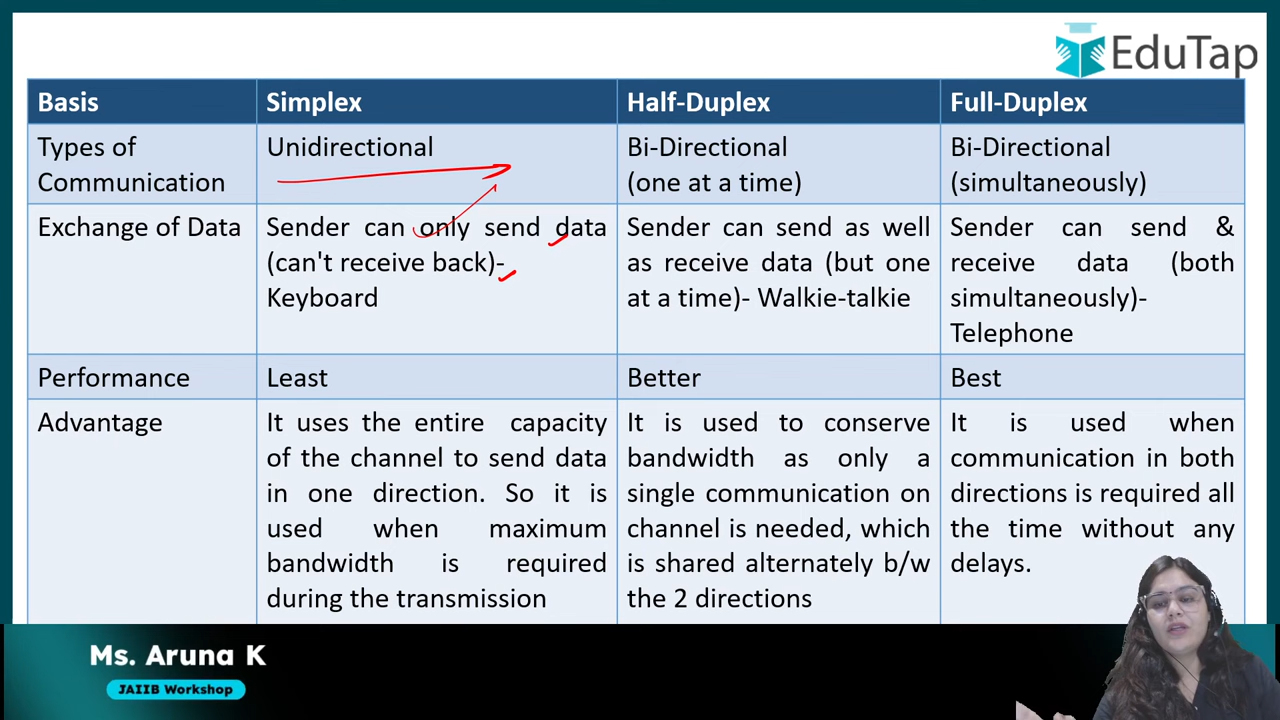 EduTap
Basis
Simplex
Half-Duplex
Full-Duplex
Types of
Communication
Unidirectional
Bi-Directional
(one at a time)
Bi-Directional
(simultaneously)
Exchange of Data
Sender can only send data
(can't receive back)-
Keyboard
Sender can send as well
as receive data (but one
at a time)- Walkie-talkie
Sender can send &
receive data (both
simultaneously)-
Telephone
Performance
Least
Better
Best
Advantage
It uses the entire capacity
of the channel to send data
in one direction. So it is
used when maximum
bandwidth is required
during the transmission
It is used to conserve
bandwidth as only a
single communication on
channel is needed, which
is shared alternately b/w
the 2 directions
It is used when
communication in both
directions is required all
the time without any
delays.
Ms. Aruna K
JAIIB Workshop